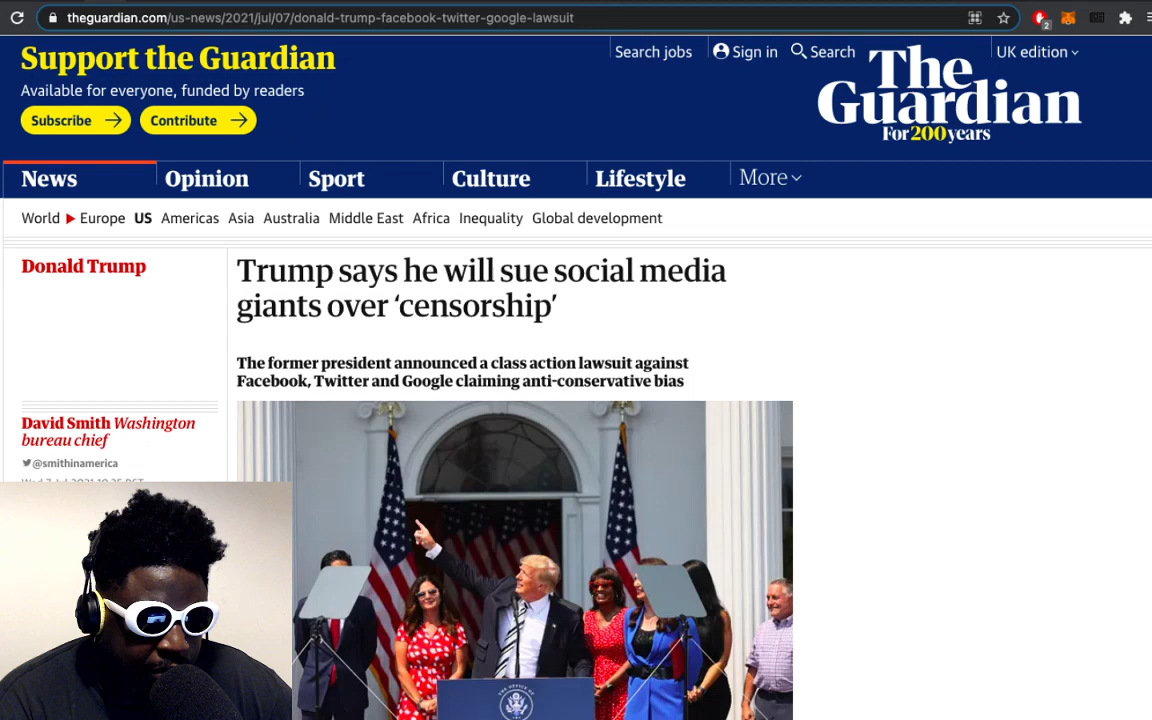 theguardian.com/us-news/2021/jul/07/donald-trump-facebook-twitter-google-lawsuit
2
Support the Guardian
Available for everyone, funded by readers
Subscribe
Contribute
Search jobs
Sign in
Search
UK edition
The
Guardian
For 200 years
News
Opinion
Sport
Culture
Lifestyle
More
World
Europe
US
Americas
Asia
Australia
Middle East
Africa
Inequality
Global development
Donald Trump
Trump says he will sue social media
giants over ‘censorship’
The former president announced a class action lawsuit against
Facebook, Twitter and Google claiming anti-conservative bias
David Smith Washington
bureau chief
@smithinamerica